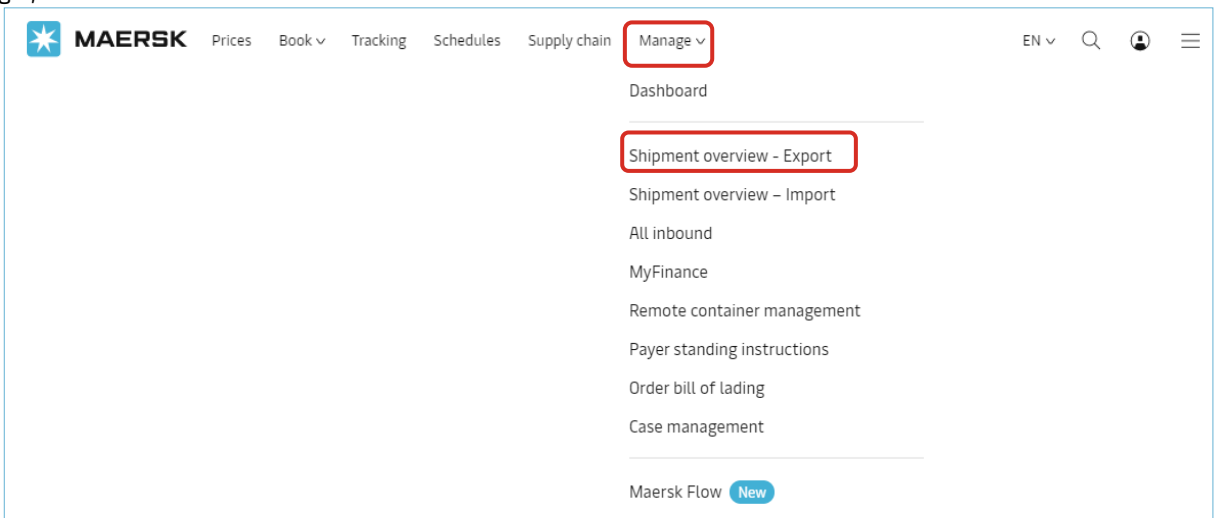 MAERSK Prices Book Tracking Schedules Supply chain Manage EN
Dashboard
Shipment overview - Export
Shipment overview – Import
All inbound
MyFinance
Remote container management
Payer standing instructions
Order bill of lading
Case management
Maersk Flow New